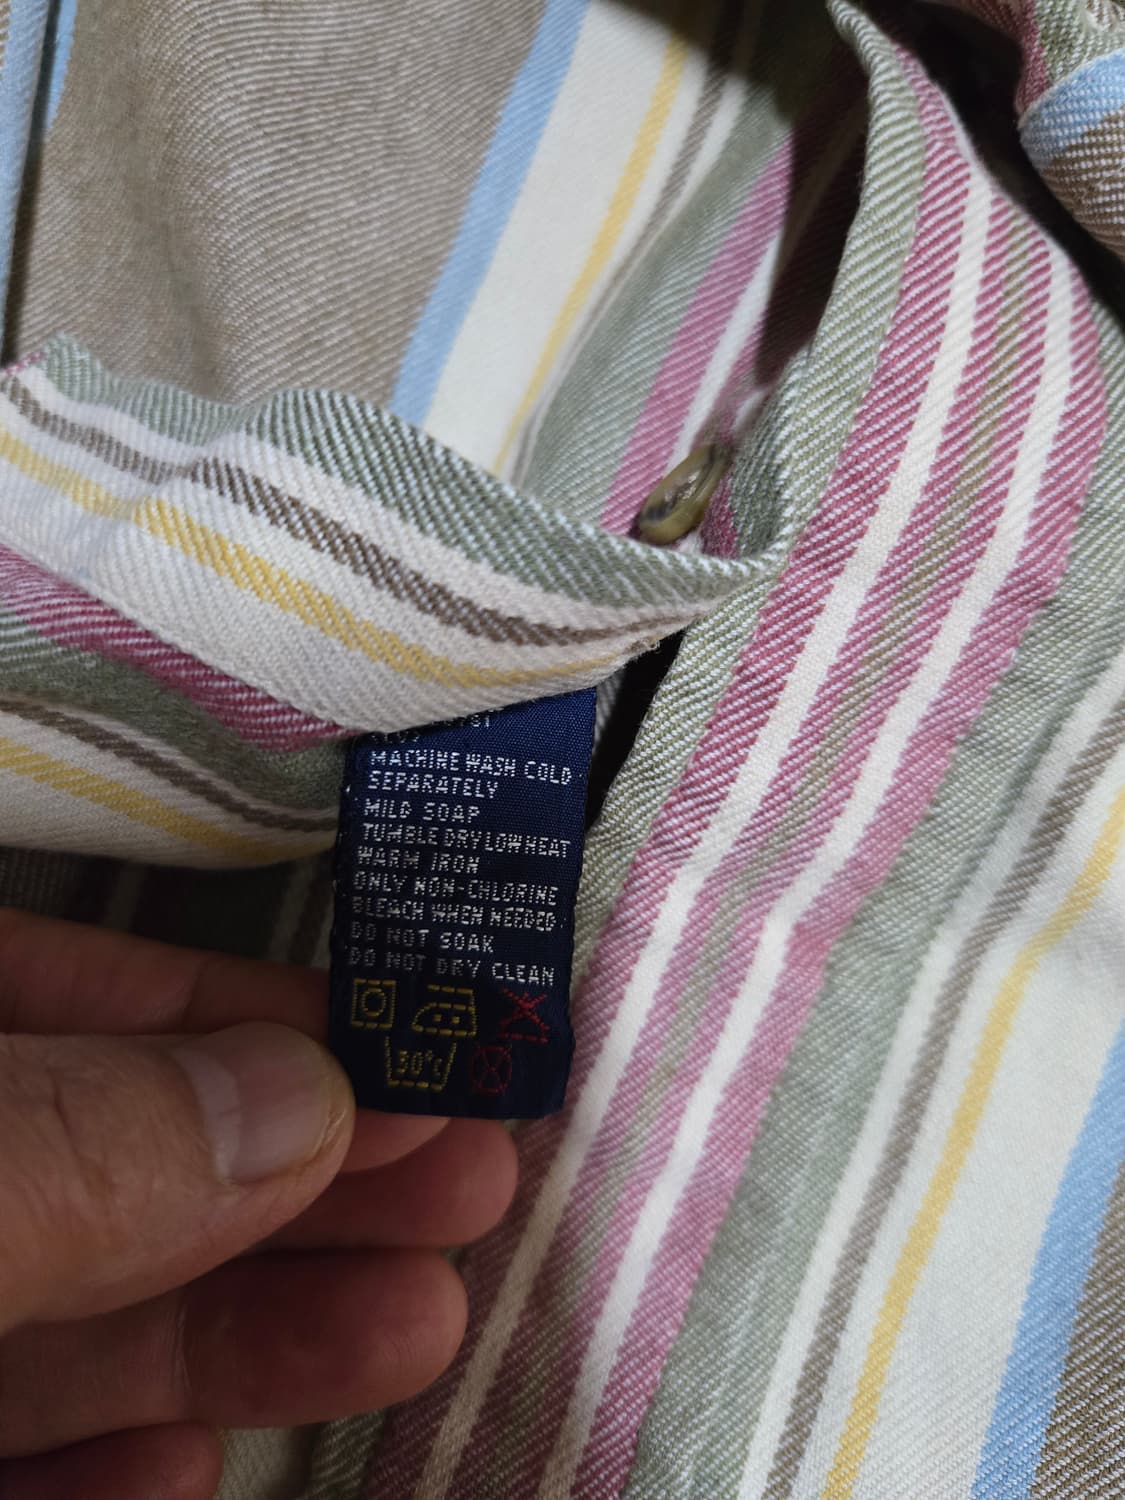 MACHINE WASH COLD
SEPARATELY
MILD SOAP
TUMBLE DRY LOW HEAT
WARM IRON
ONLY NON-CHLORINE
BLEACH WHEN NEEDED
DO NOT SOAK
DO NOT DRY CLEAN
30°C